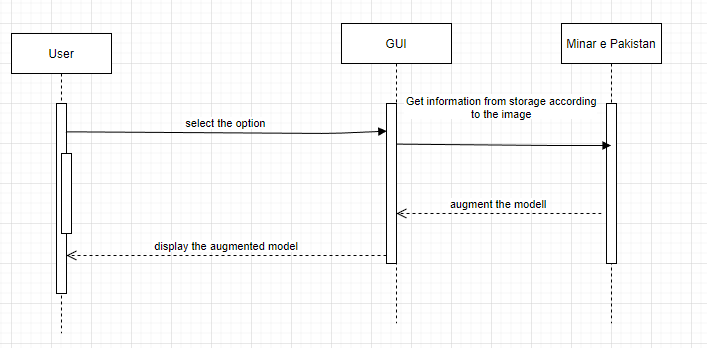 User
GUI
Minar e Pakistan
Get information from storage according
to the image
select the option
augment the modell
display the augmented model